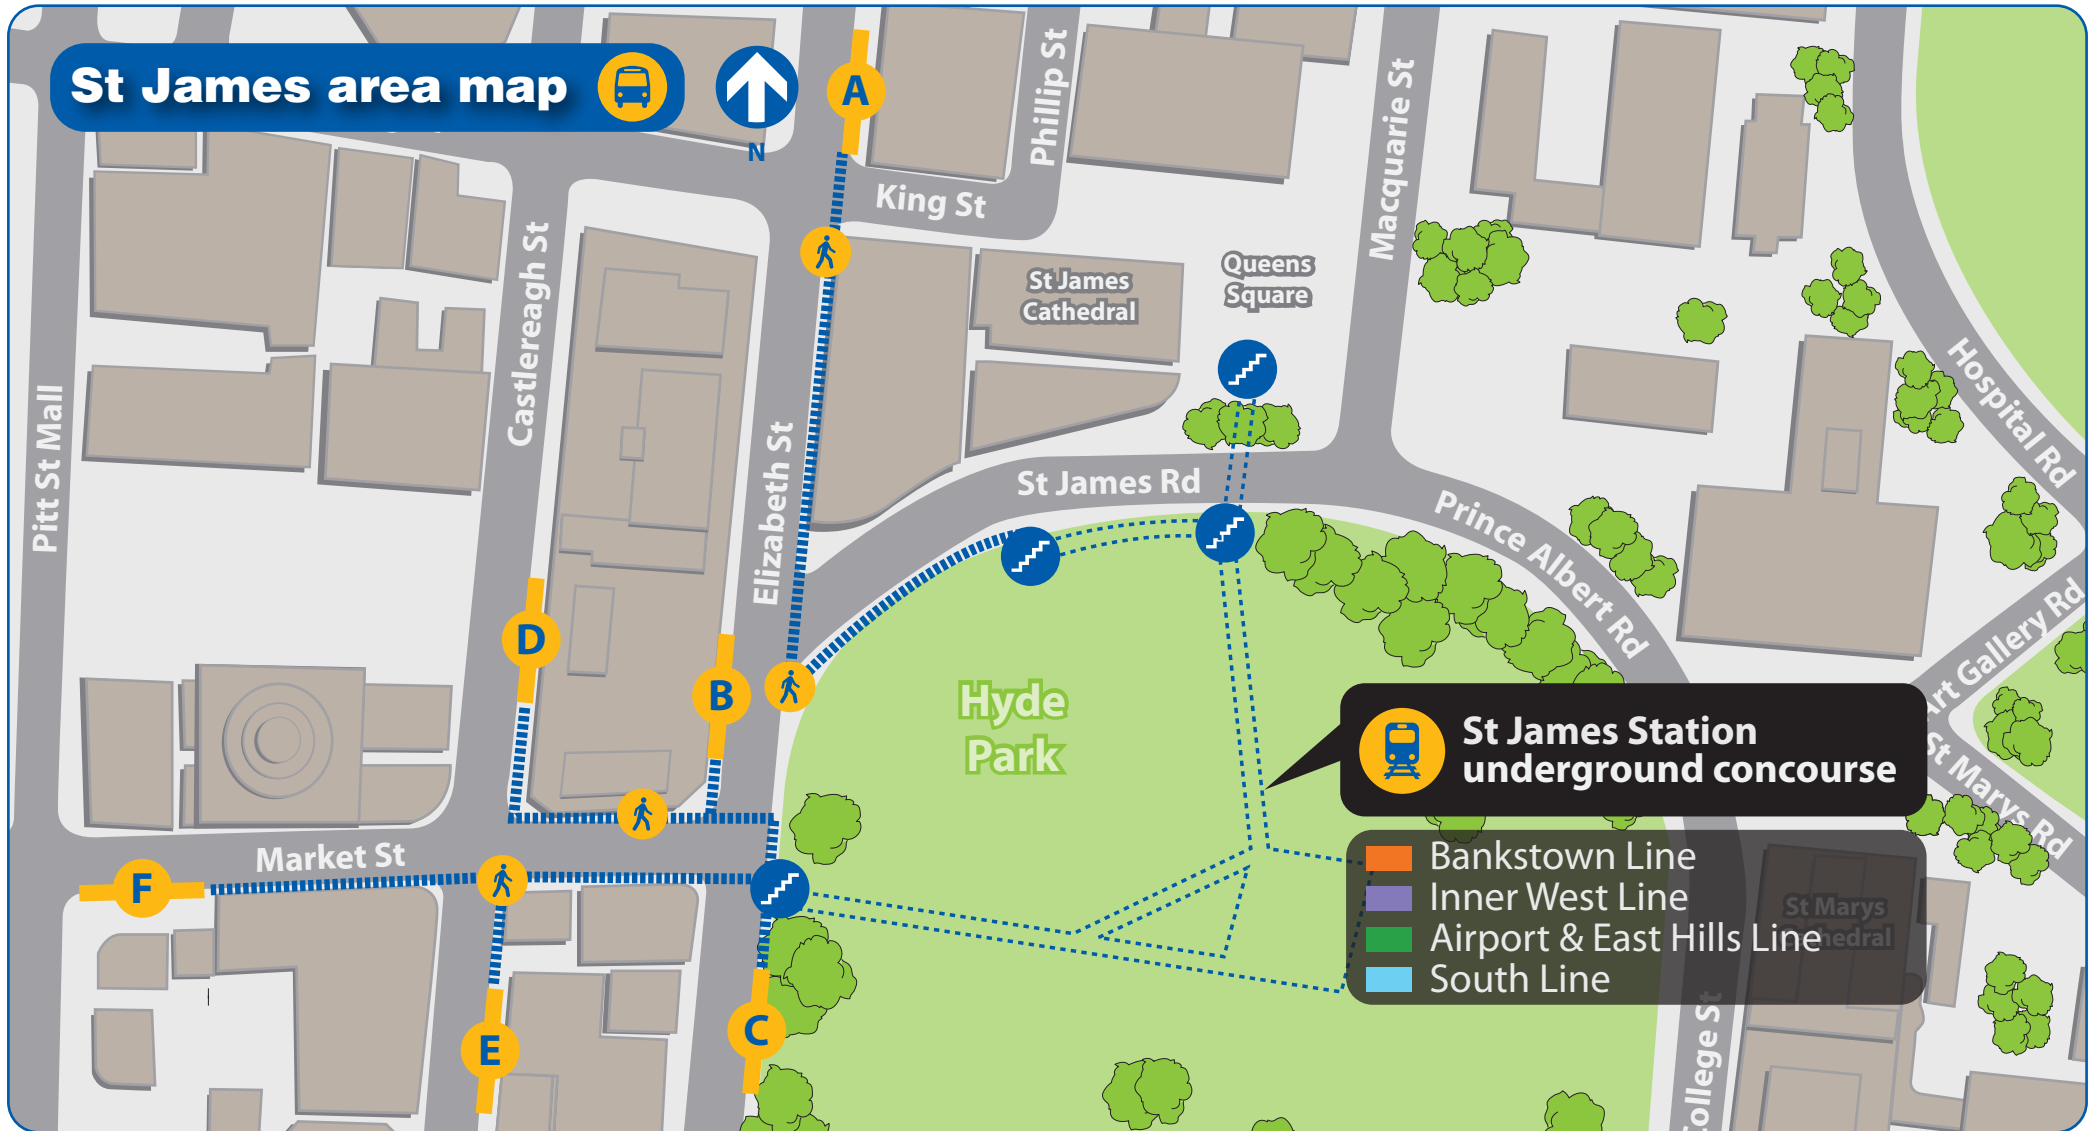 St James area map
N
A
Phillip St
Macquarie St
King St
Castlereagh St
St James
Cathedral
Queens
Square
Hospital Rd
Pitt St Mall
Elizabeth St
St James Rd
Prince Albert Rd
Art Gallery Rd
D
B
Hyde
Park
St James Station
underground concourse
St Marys Rd
Market St
F
Bankstown Line
Inner West Line
Airport & East Hills Line
South Line
St Marys
Cathedral
E
C
College St